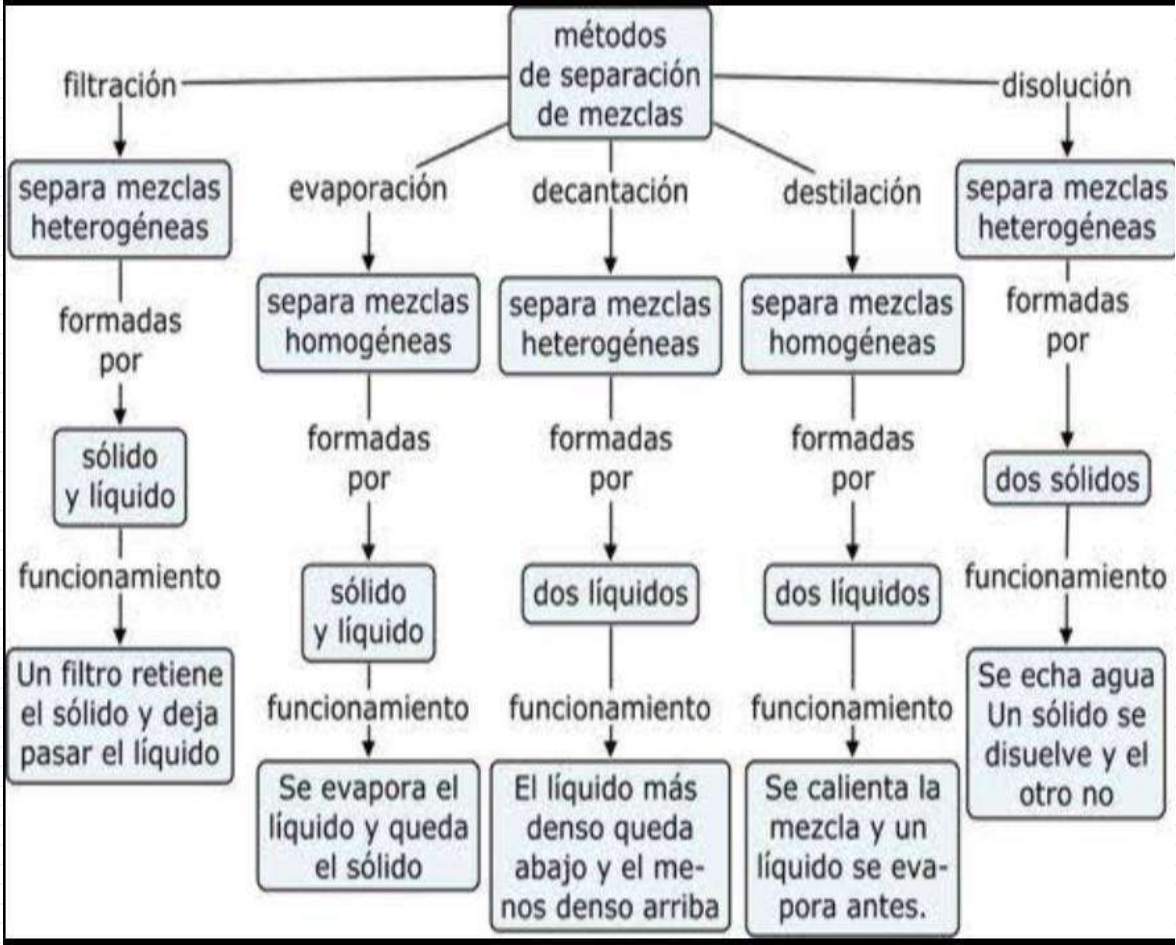 métodos
de separación
de mezclas
filtración
separa mezclas
heterogéneas
formadas
por
sólido
y líquido
funcionamiento
Un filtro retiene
el sólido y deja
pasar el líquido
evaporación
separa mezclas
homogéneas
formadas
por
sólido
y líquido
funcionamiento
Se evapora el
líquido y queda
el sólido
decantación
separa mezclas
heterogéneas
formadas
por
dos líquidos
funcionamiento
El líquido más
denso queda
abajo y el me-
nos denso arriba
destilación
separa mezclas
homogéneas
formadas
por
dos líquidos
funcionamiento
Se calienta la
mezcla y un
líquido se eva-
pora antes.
disolución
separa mezclas
heterogéneas
formadas
por
dos sólidos
funcionamiento
Se echa agua
Un sólido se
disuelve y el
otro no